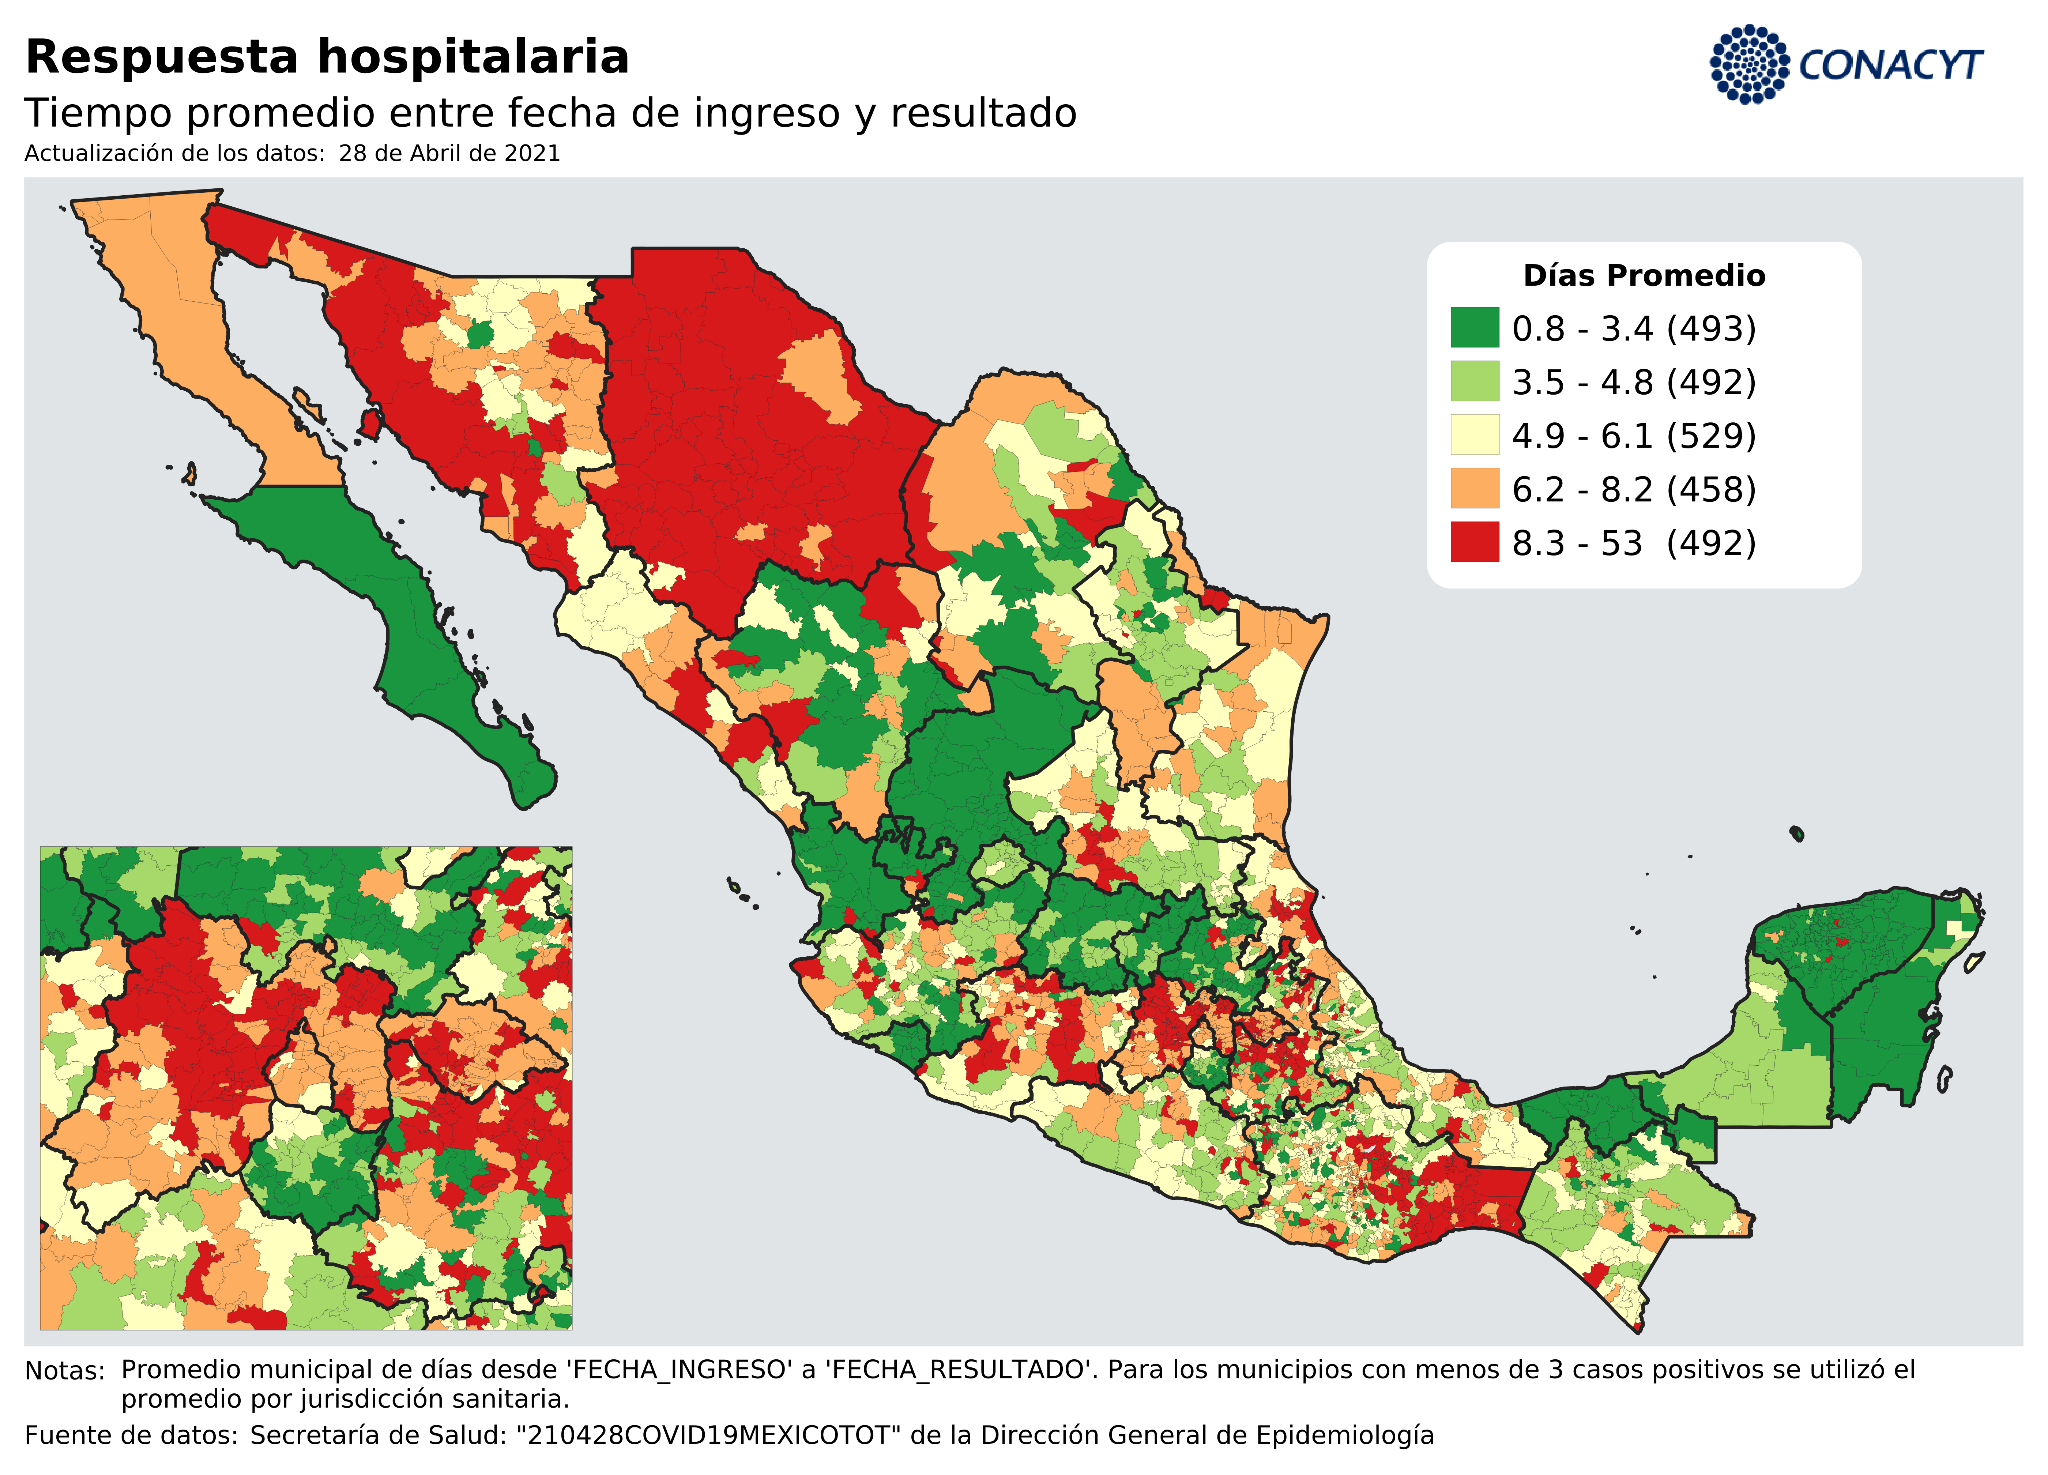 Respuesta hospitalaria
CONACYT
Tiempo promedio entre fecha de ingreso y resultado
Actualización de los datos: 28 de Abril de 2021
Días Promedio
0.8 - 3.4 (493)
3.5 - 4.8 (492)
4.9 - 6.1 (529)
6.2 - 8.2 (458)
8.3 - 53 (492)
Notas: Promedio municipal de días desde 'FECHA_INGRESO' a 'FECHA_RESULTADO'. Para los municipios con menos de 3 casos positivos se utilizó el
promedio por jurisdicción sanitaria.
Fuente de datos: Secretaría de Salud: "210428COVID19MEXICOTOT" de la Dirección General de Epidemiología